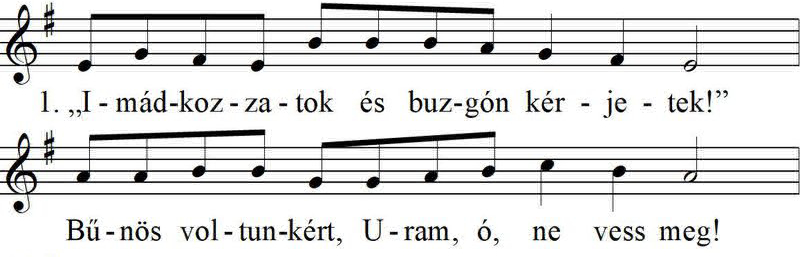 1. „I - mád-koz - za - tok és buz-gón kér - je - tek!”
Bű - nös vol - tun-kért, U - ram, ó, ne vess meg!